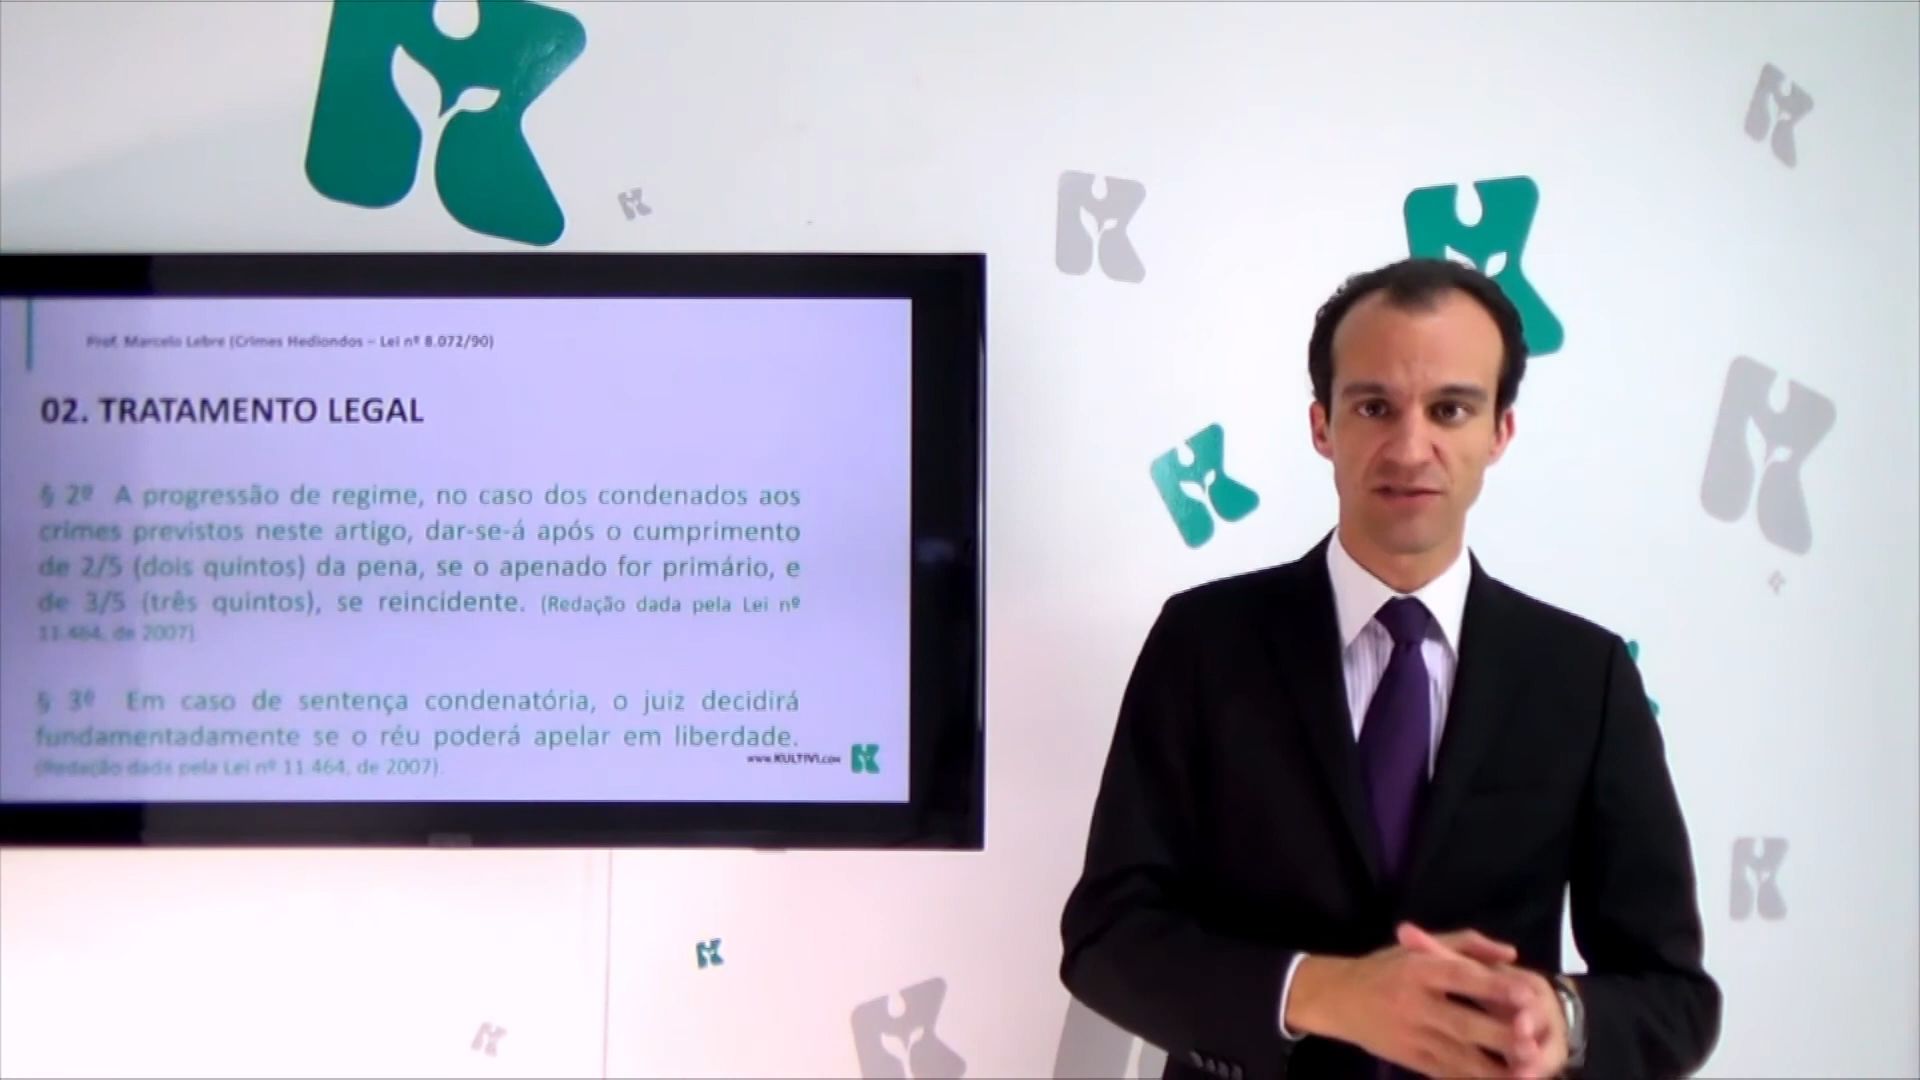 Prof. Marcelo Lebre (Crimes Hediondos – Lei nº 8.072/90)
02. TRATAMENTO LEGAL
§ 2º A progressão de regime, no caso dos condenados aos
crimes previstos neste artigo, dar-se-á após o cumprimento
de 2/5 (dois quintos) da pena, se o apenado for primário, e
de 3/5 (três quintos), se reincidente. (Redação dada pela Lei nº
11.464, de 2007)
§ 3º Em caso de sentença condenatória, o juiz decidirá
fundamentadamente se o réu poderá apelar em liberdade.
(Redação dada pela Lei nº 11.464, de 2007).
www.KULTIVI.COM